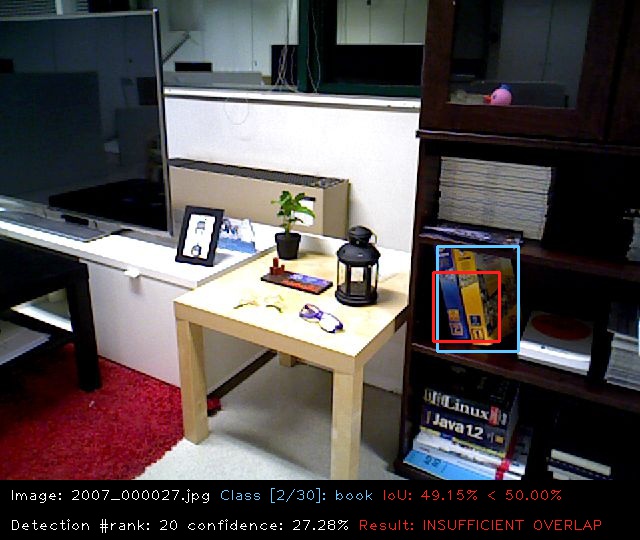 Linux
Java 1.2
Image: 2007_000027.jpg Class [2/30]: book IoU: 49.15% < 50.00%
Detection #rank: 20 confidence: 27.28% Result: INSUFFICIENT OVERLAP